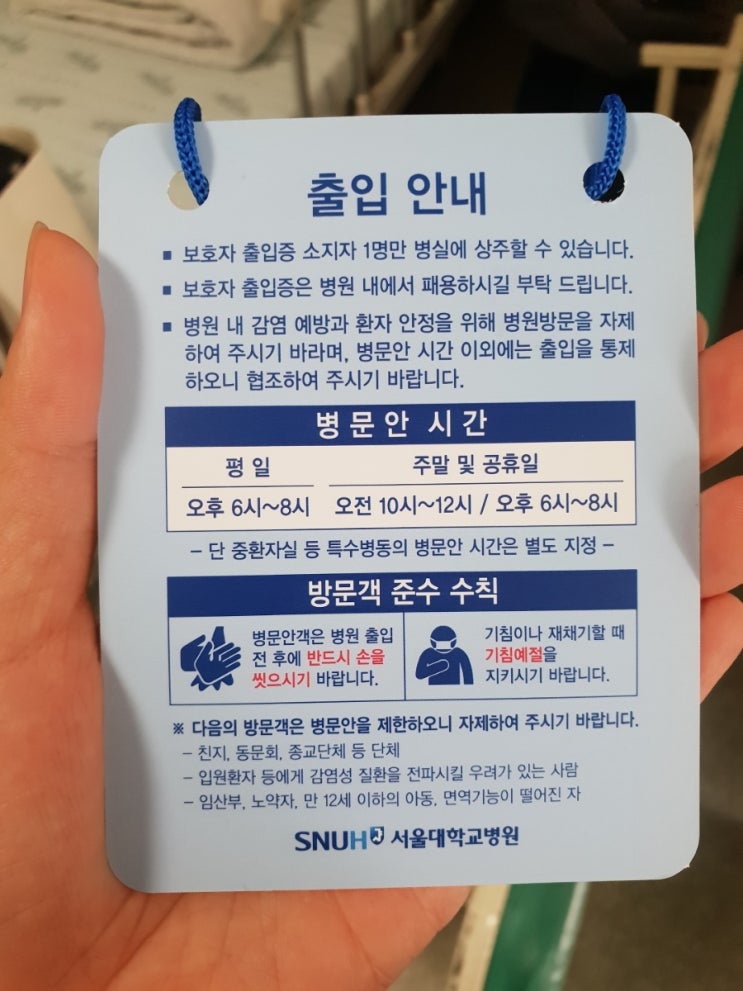 출입 안내
▪ 보호자 출입증 소지자 1명만 병실에 상주할 수 있습니다.
▪ 보호자 출입증은 병원 내에서 패용하시길 부탁 드립니다.
▪ 병원 내 감염 예방과 환자 안정을 위해 병원방문을 자제
하여 주시기 바라며, 병문안 시간 이외에는 출입을 통제
하오니 협조하여 주시기 바랍니다.
병문안 시간
평일 주말 및 공휴일
오후 6시~8시 오전 10시~12시 / 오후 6시~8시
– 단 중환자실 등 특수병동의 병문안 시간은 별도 지정 –
방문객 준수 수칙
병문안객은 병원 출입
전 후에 반드시 손을
씻으시기 바랍니다.
기침이나 재채기할 때
기침예절을
지키시기 바랍니다.
※ 다음의 방문객은 병문안을 제한하오니 자제하여 주시기 바랍니다.
– 친지, 동문회, 종교단체 등 단체
– 입원환자 등에게 감염성 질환을 전파시킬 우려가 있는 사람
– 임산부, 노약자, 만 12세 이하의 아동, 면역기능이 떨어진 자
SNUH 서울대학교병원